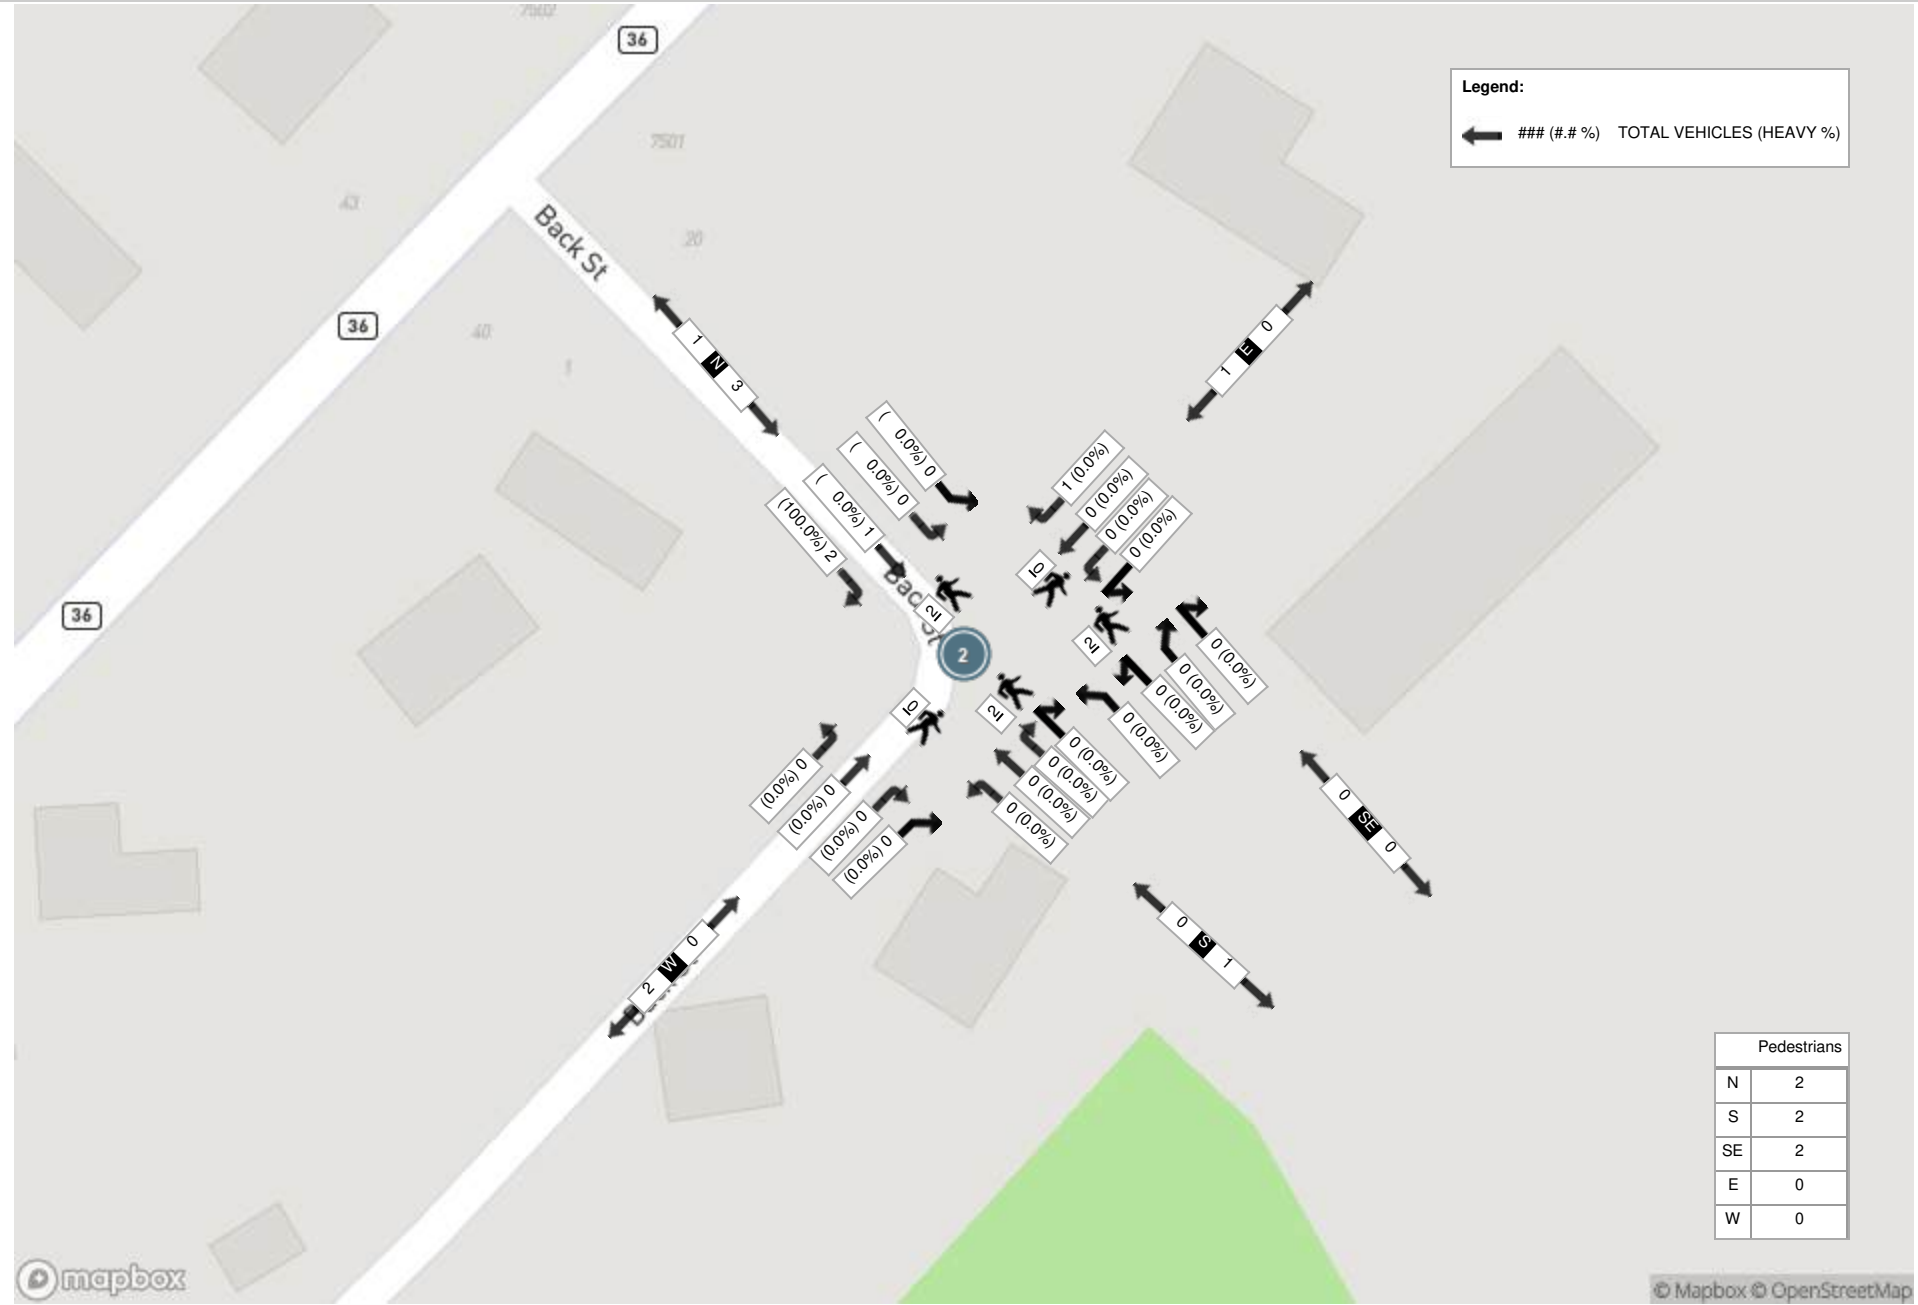 7502
36
Legend:
### (#.# %) TOTAL VEHICLES (HEAVY %)
7501
43
20
Back St
36
40
1
1 N 3
0 E 1
( 0.0%) 0
( 0.0%) 0
( 0.0%) 1
(100.0%) 2
1 (0.0%)
0 (0.0%)
0 (0.0%)
0 (0.0%)
0
2
2
36
Back St
2
0 (0.0%)
0 (0.0%)
0 (0.0%)
0 (0.0%)
0
2
(0.0%) 0
(0.0%) 0
(0.0%) 0
(0.0%) 0
0 (0.0%)
0 (0.0%)
0 (0.0%)
0 (0.0%)
0 SE 0
0 S 1
2 W 0
Pedestrians
N 2
S 2
SE 2
E 0
W 0
mapbox
© Mapbox © OpenStreetMap